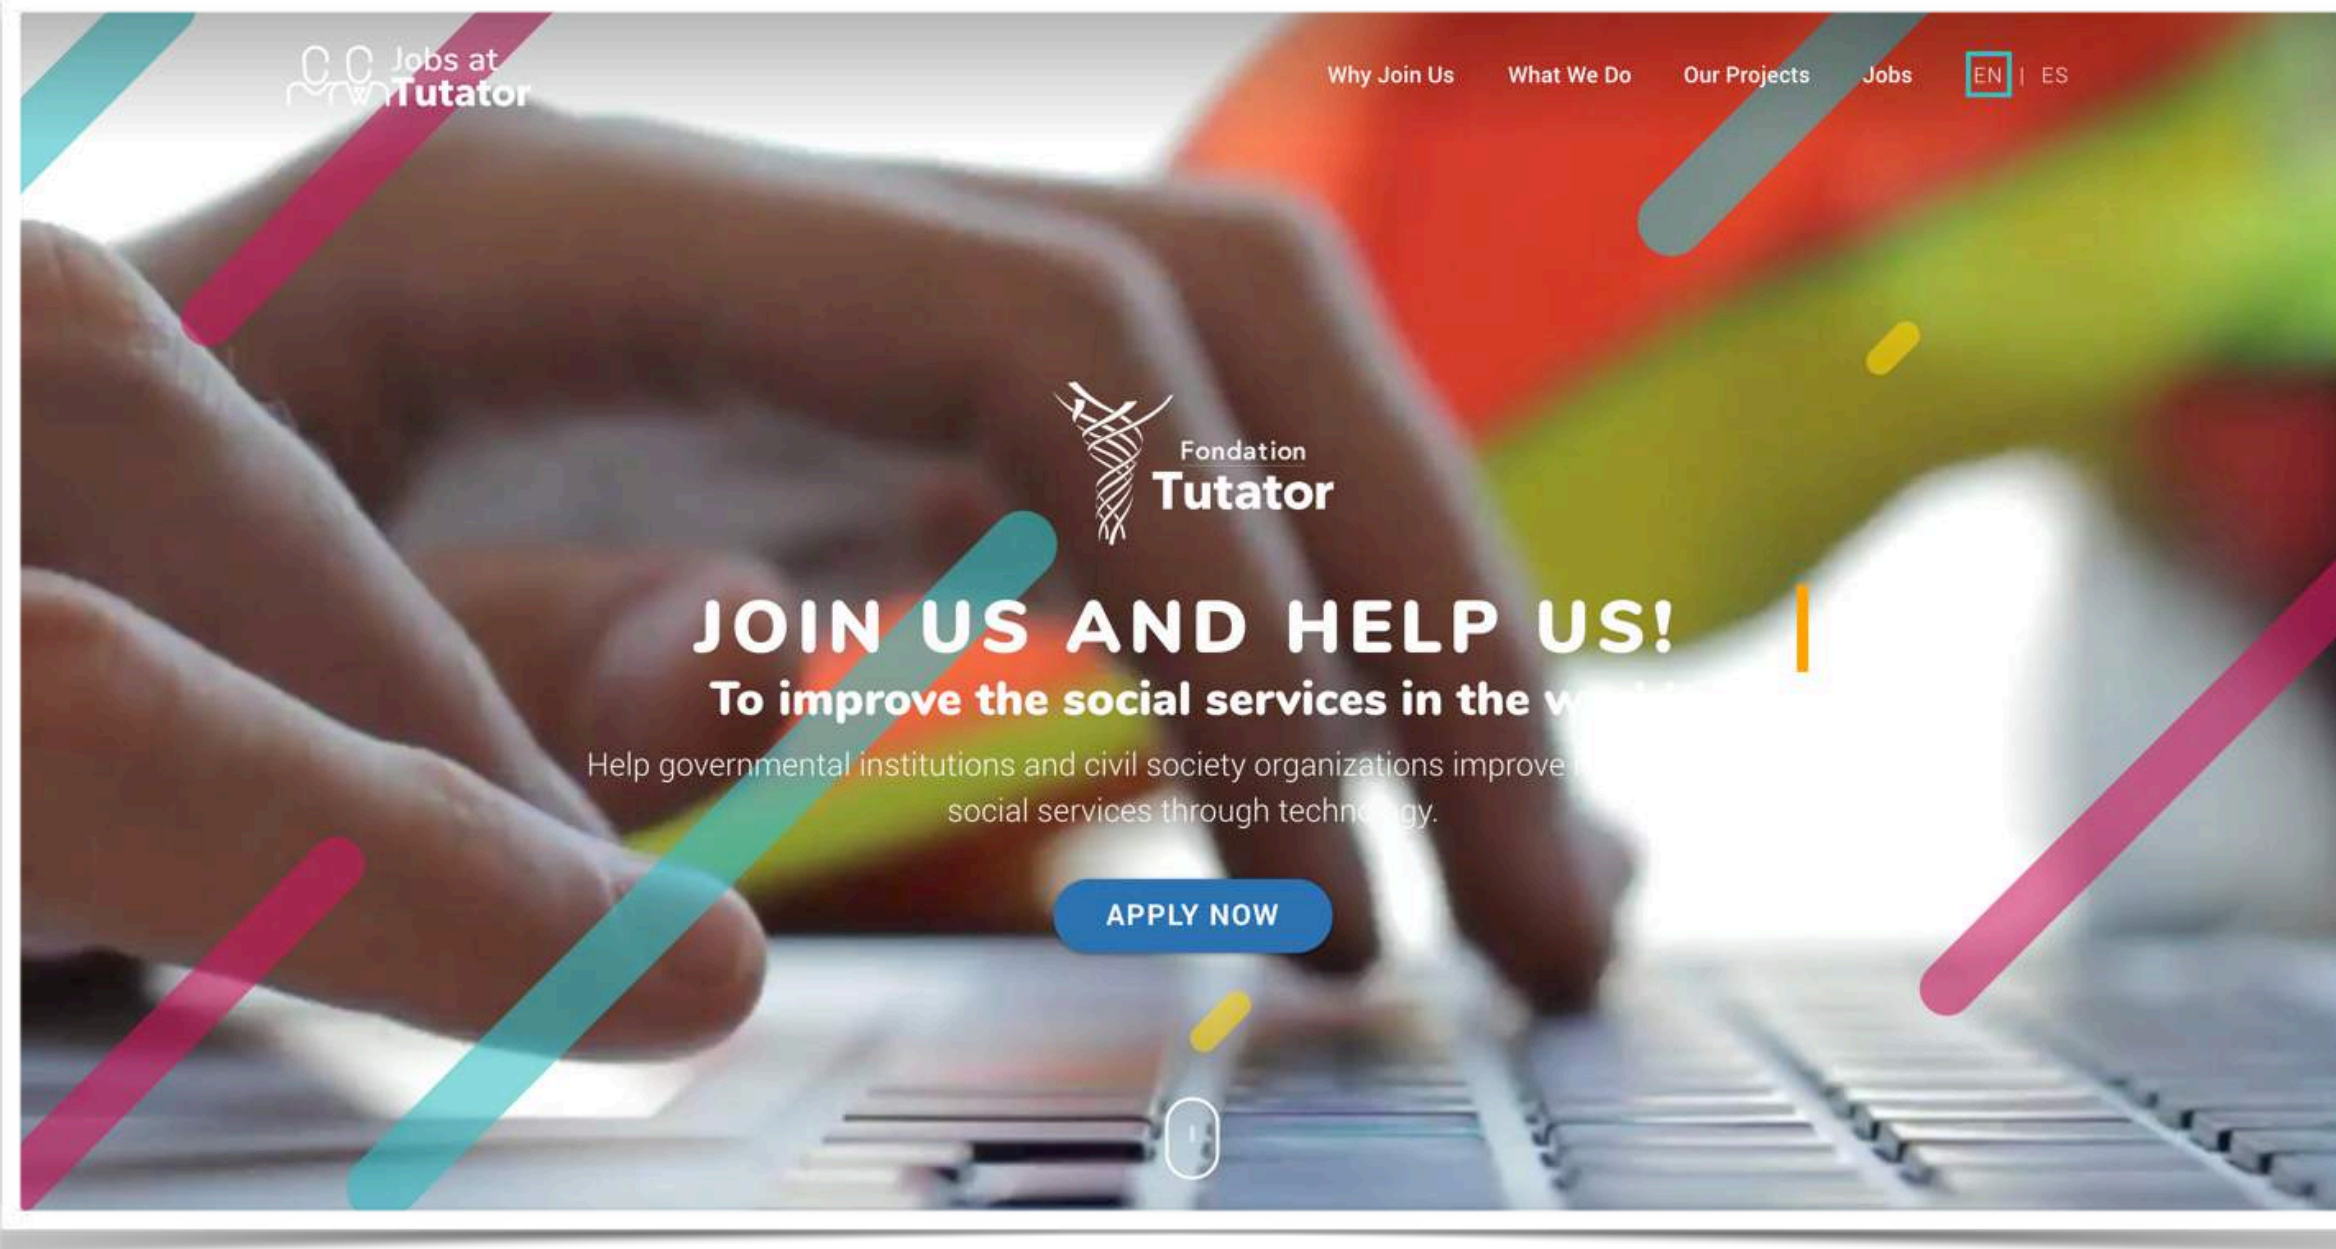 Jobs at
Tutator
Why Join Us
What We Do
Our Projects
Jobs
EN | ES
Fondation
Tutator
JOIN US AND HELP US!
To improve the social services in the
Help governmental institutions and civil society organizations improve
social services through technology.
APPLY NOW